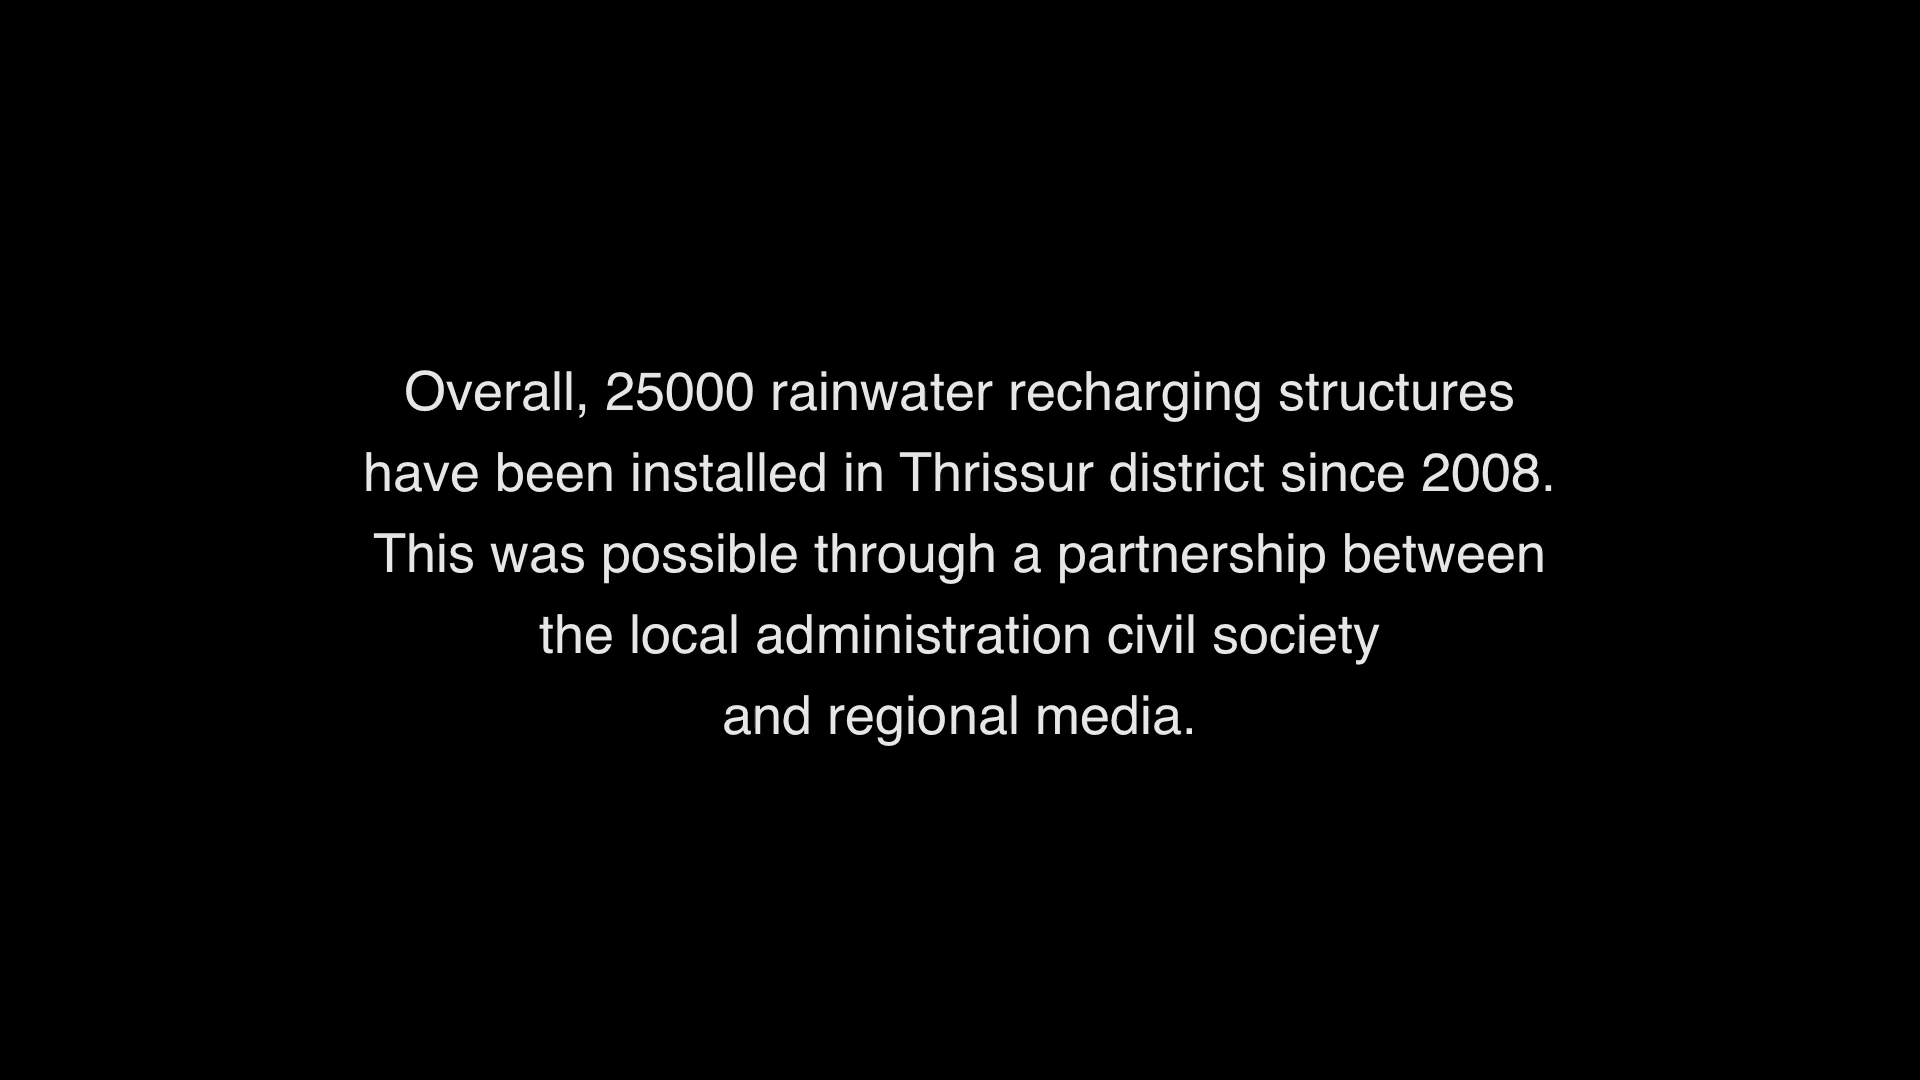 Overall, 25000 rainwater recharging structures
have been installed in Thrissur district since 2008.
This was possible through a partnership between
the local administration civil society
and regional media.